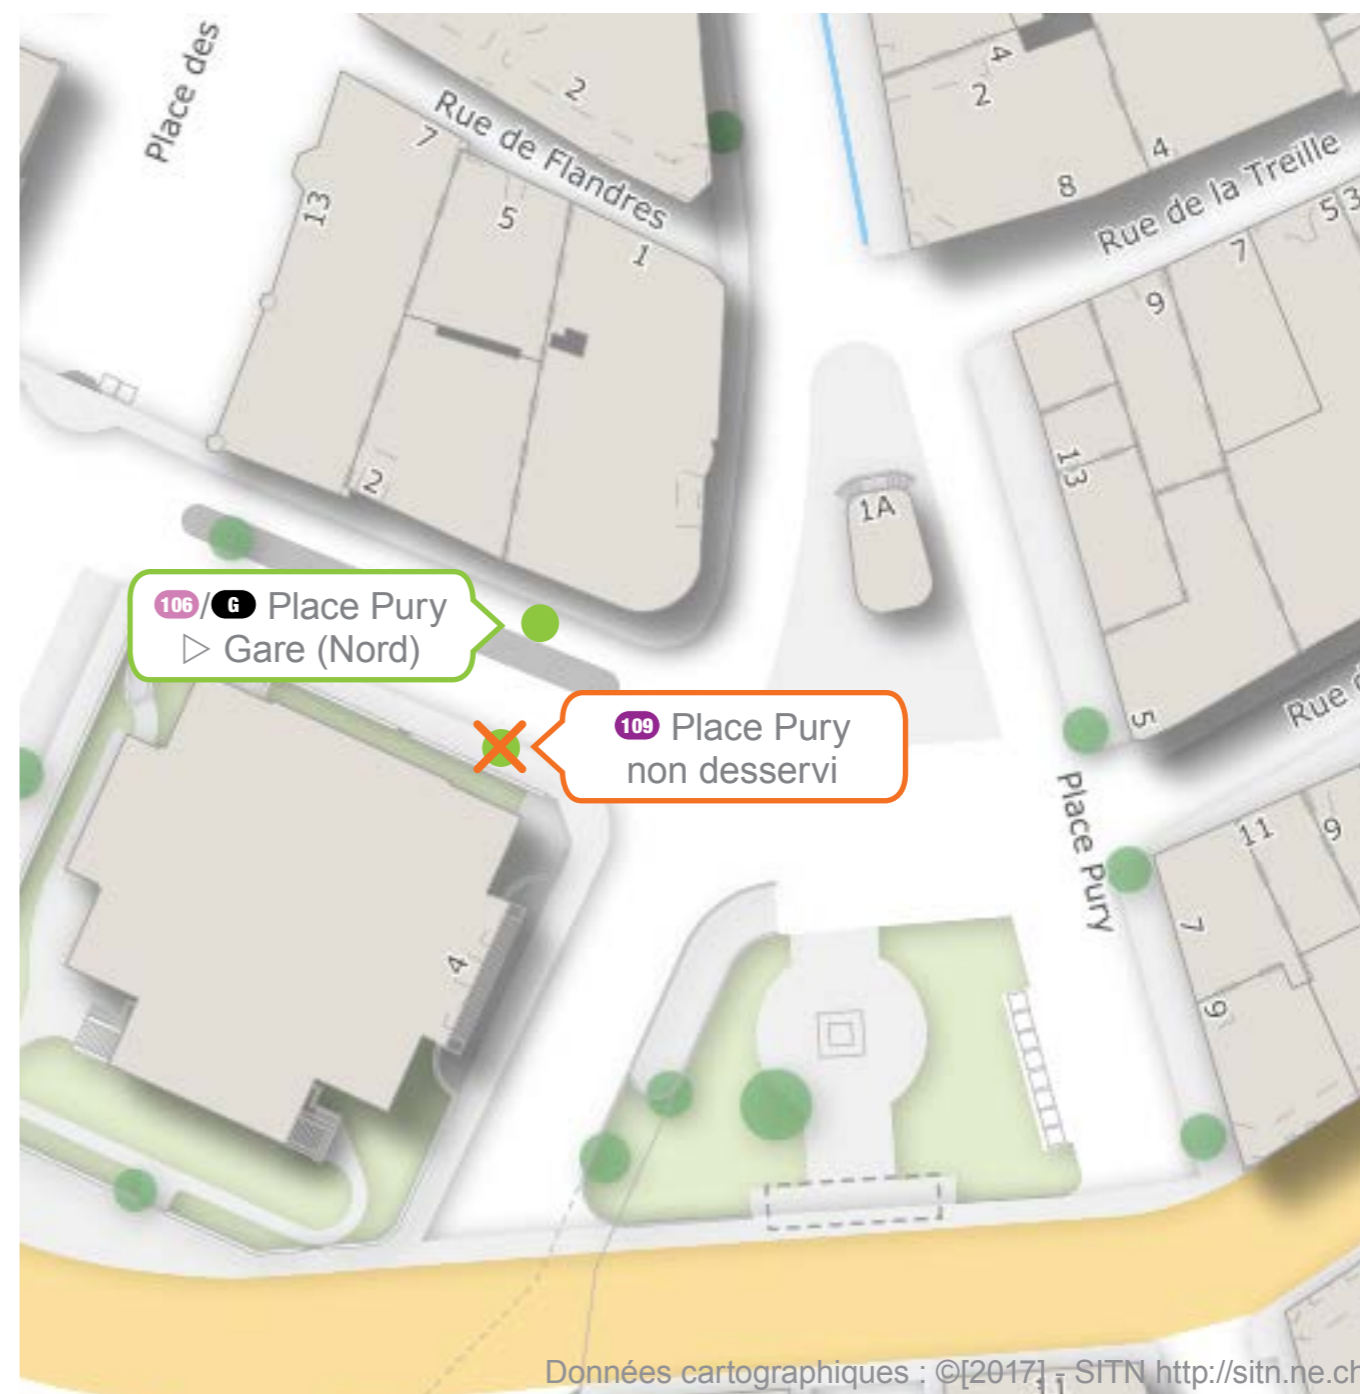 Place des
Rue de Flandres
2
4
2
7
13
5
1
4
8
Rue de la Treille
5 3
7
9
13
2
1A
106/G Place Pury
▷ Gare (Nord)
109 Place Pury
non desservi
5
Rue
Place Pury
11
9
7
9
4
Données cartographiques : ©[2017] - SITN http://sitn.ne.ch
11